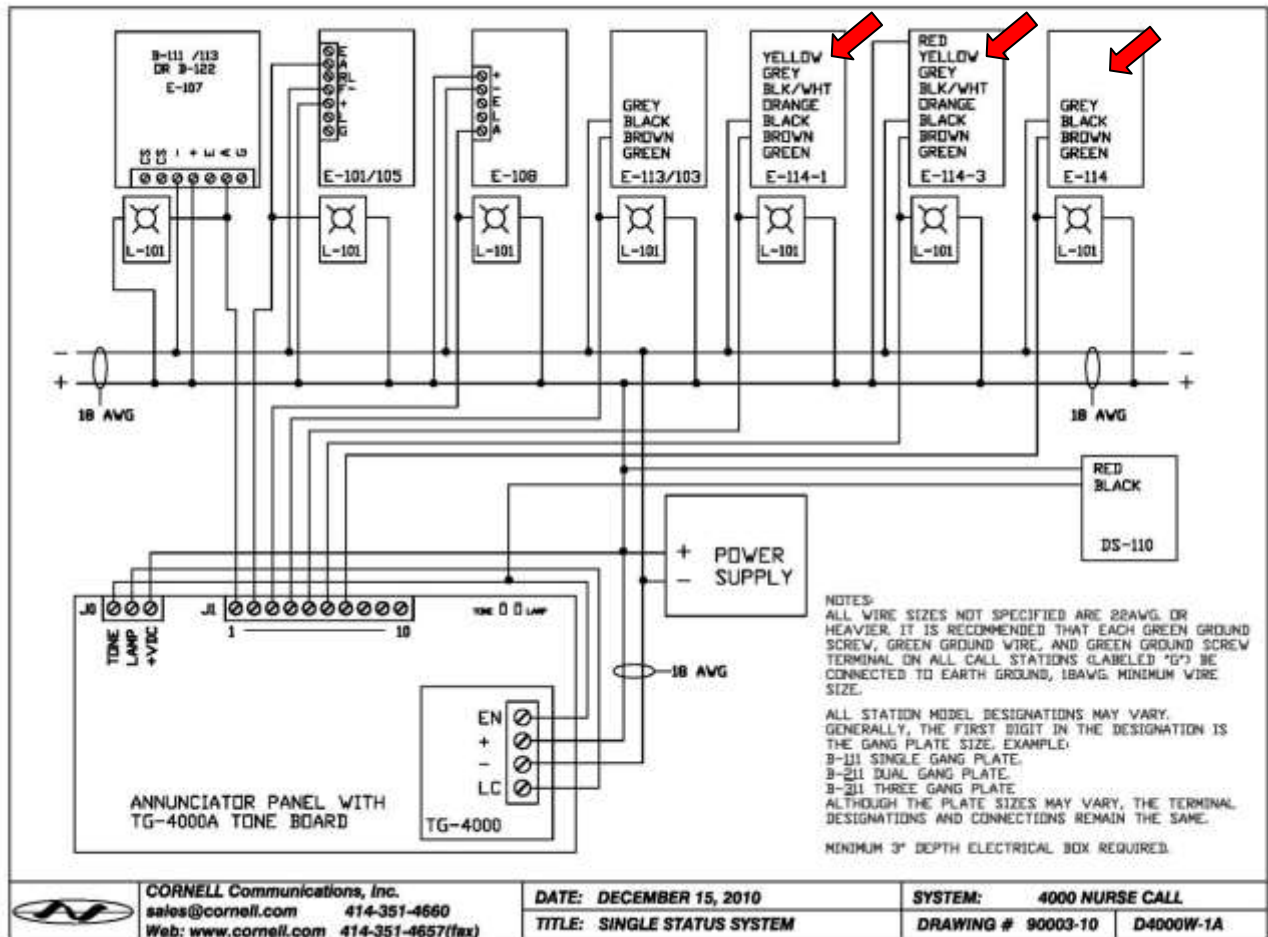 B-111 /113
OR B-122
E-107
CS
CS
-
+
E
A
G
L-101
E
A
RL
F-
+
L
G
E-101/105
L-101
+
-
E
L
A
E-108
L-101
GREY
BLACK
BROWN
GREEN
E-113/103
L-101
YELLOW
GREY
BLK/WHT
ORANGE
BLACK
BROWN
GREEN
E-114-1
L-101
RED
YELLOW
GREY
BLK/WHT
ORANGE
BLACK
BROWN
GREEN
E-114-3
L-101
GREY
BLACK
BROWN
GREEN
E-114
L-101
- -
+ +
18 AWG
18 AWG
RED
BLACK
DS-110
+ POWER
- SUPPLY
J0
TONE
LAMP
+VDC
J1
1 10
TONE LAMP
18 AWG
EN
+
-
LC
TG-4000
ANNUNCIATOR PANEL WITH
TG-4000A TONE BOARD
NOTES:
ALL WIRE SIZES NOT SPECIFIED ARE 22AWG. OR
HEAVIER. IT IS RECOMMENDED THAT EACH GREEN GROUND
SCREW, GREEN GROUND WIRE, AND GREEN GROUND SCREW
TERMINAL ON ALL CALL STATIONS (LABELED "G") BE
CONNECTED TO EARTH GROUND, 18AWG. MINIMUM WIRE
SIZE.
ALL STATION MODEL DESIGNATIONS MAY VARY.
GENERALLY, THE FIRST DIGIT IN THE DESIGNATION IS
THE GANG PLATE SIZE. EXAMPLE:
B-111 SINGLE GANG PLATE.
B-211 DUAL GANG PLATE.
B-311 THREE GANG PLATE
ALTHOUGH THE PLATE SIZES MAY VARY, THE TERMINAL
DESIGNATIONS AND CONNECTIONS REMAIN THE SAME.
MINIMUM 3" DEPTH ELECTRICAL BOX REQUIRED.
CORNELL Communications, Inc.
sales@cornell.com 414-351-4660
Web: www.cornell.com 414-351-4657(fax)
DATE: DECEMBER 15, 2010
TITLE: SINGLE STATUS SYSTEM
SYSTEM: 4000 NURSE CALL
DRAWING # 90003-10 D4000W-1A